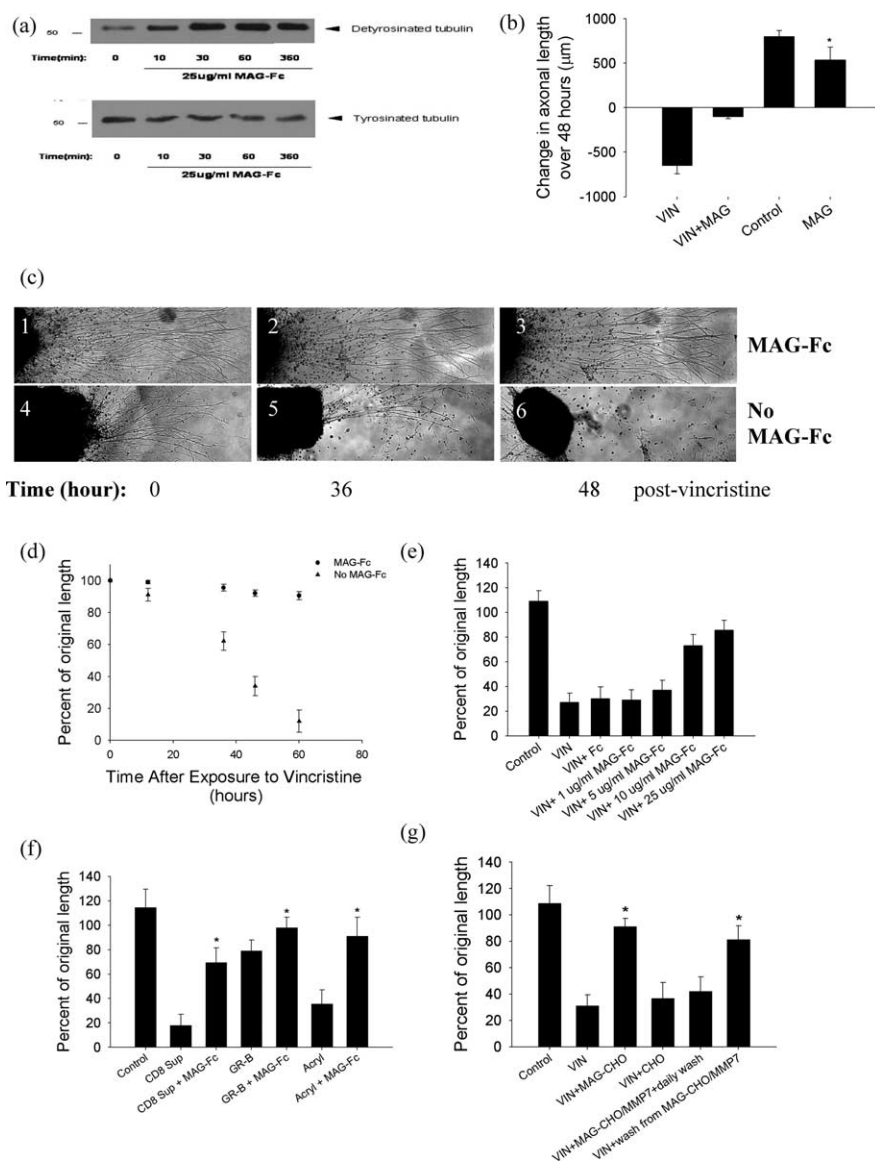 (a)
50
Detyrosinated tubulin
Time(min): 0 10 30 60 360
25ug/ml MAG-Fc
50
Tyrosinated tubulin
Time(min): 0 10 30 60 360
25ug/ml MAG-Fc
(b)
Change in axonal length
over 48 hours (µm)
1000
500
0
-500
-1000
*
VIN
VIN+MAG
Control
MAG
(c)
1 2 3
MAG-Fc
4 5 6
No
MAG-Fc
Time (hour): 0 36 48 post-vincristine
(d)
MAG-Fc
No MAG-Fc
Percent of original length
100
80
60
40
20
0
0 20 40 60 80
Time After Exposure to Vincristine
(hours)
(e)
Percent of original length
140
120
100
80
60
40
20
0
Control
VIN
VIN+ Fc
VIN+ 1 ug/ml MAG-Fc
VIN+ 5 ug/ml MAG-Fc
VIN+ 10 ug/ml MAG-Fc
VIN+ 25 ug/ml MAG-Fc
(f)
Percent of original length
140
120
100
80
60
40
20
0
* * *
Control
CD8 Sup
CD8 Sup + MAG-Fc
GR-B
GR-B + MAG-Fc
Acryl
Acryl + MAG-Fc
(g)
Percent of original length
140
120
100
80
60
40
20
0
* *
Control
VIN
VIN+MAG-CHO
VIN+CHO
VIN+MAG-CHO/MMP7+daily wash
VIN+wash from MAG-CHO/MMP7